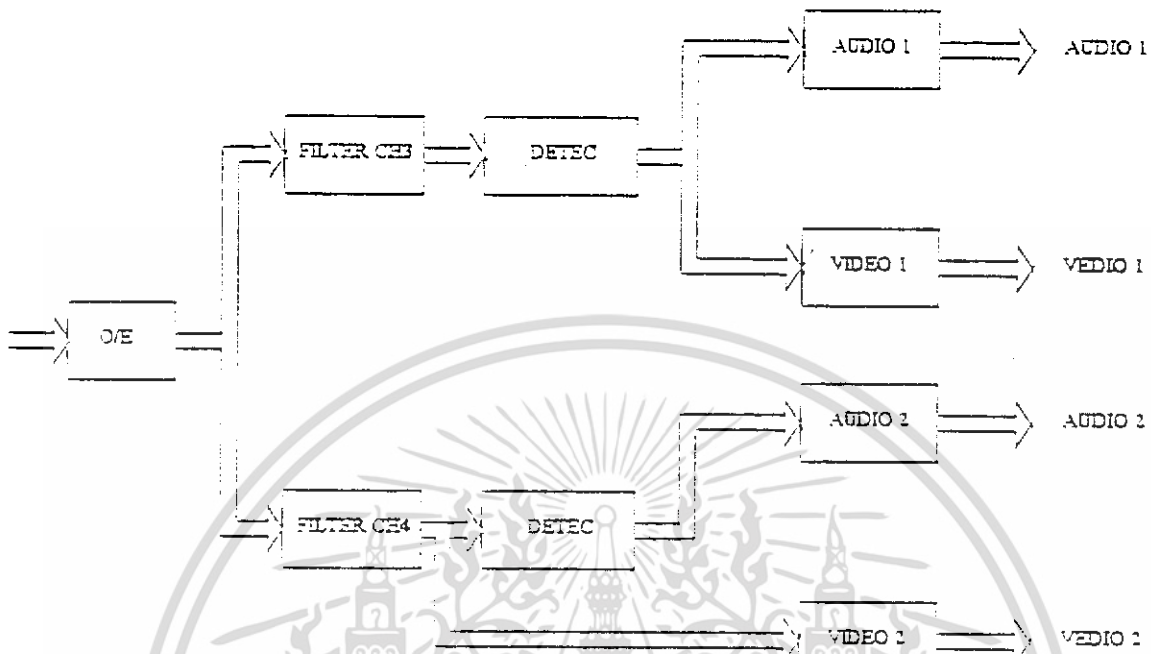 AUDIO 1
AUDIO 1
FILTER CH3
DETEC
VIDEO 1
VEDIO 1
O/E
AUDIO 2
AUDIO 2
FILTER CH4
DETEC
VIDEO 2
VEDIO 2